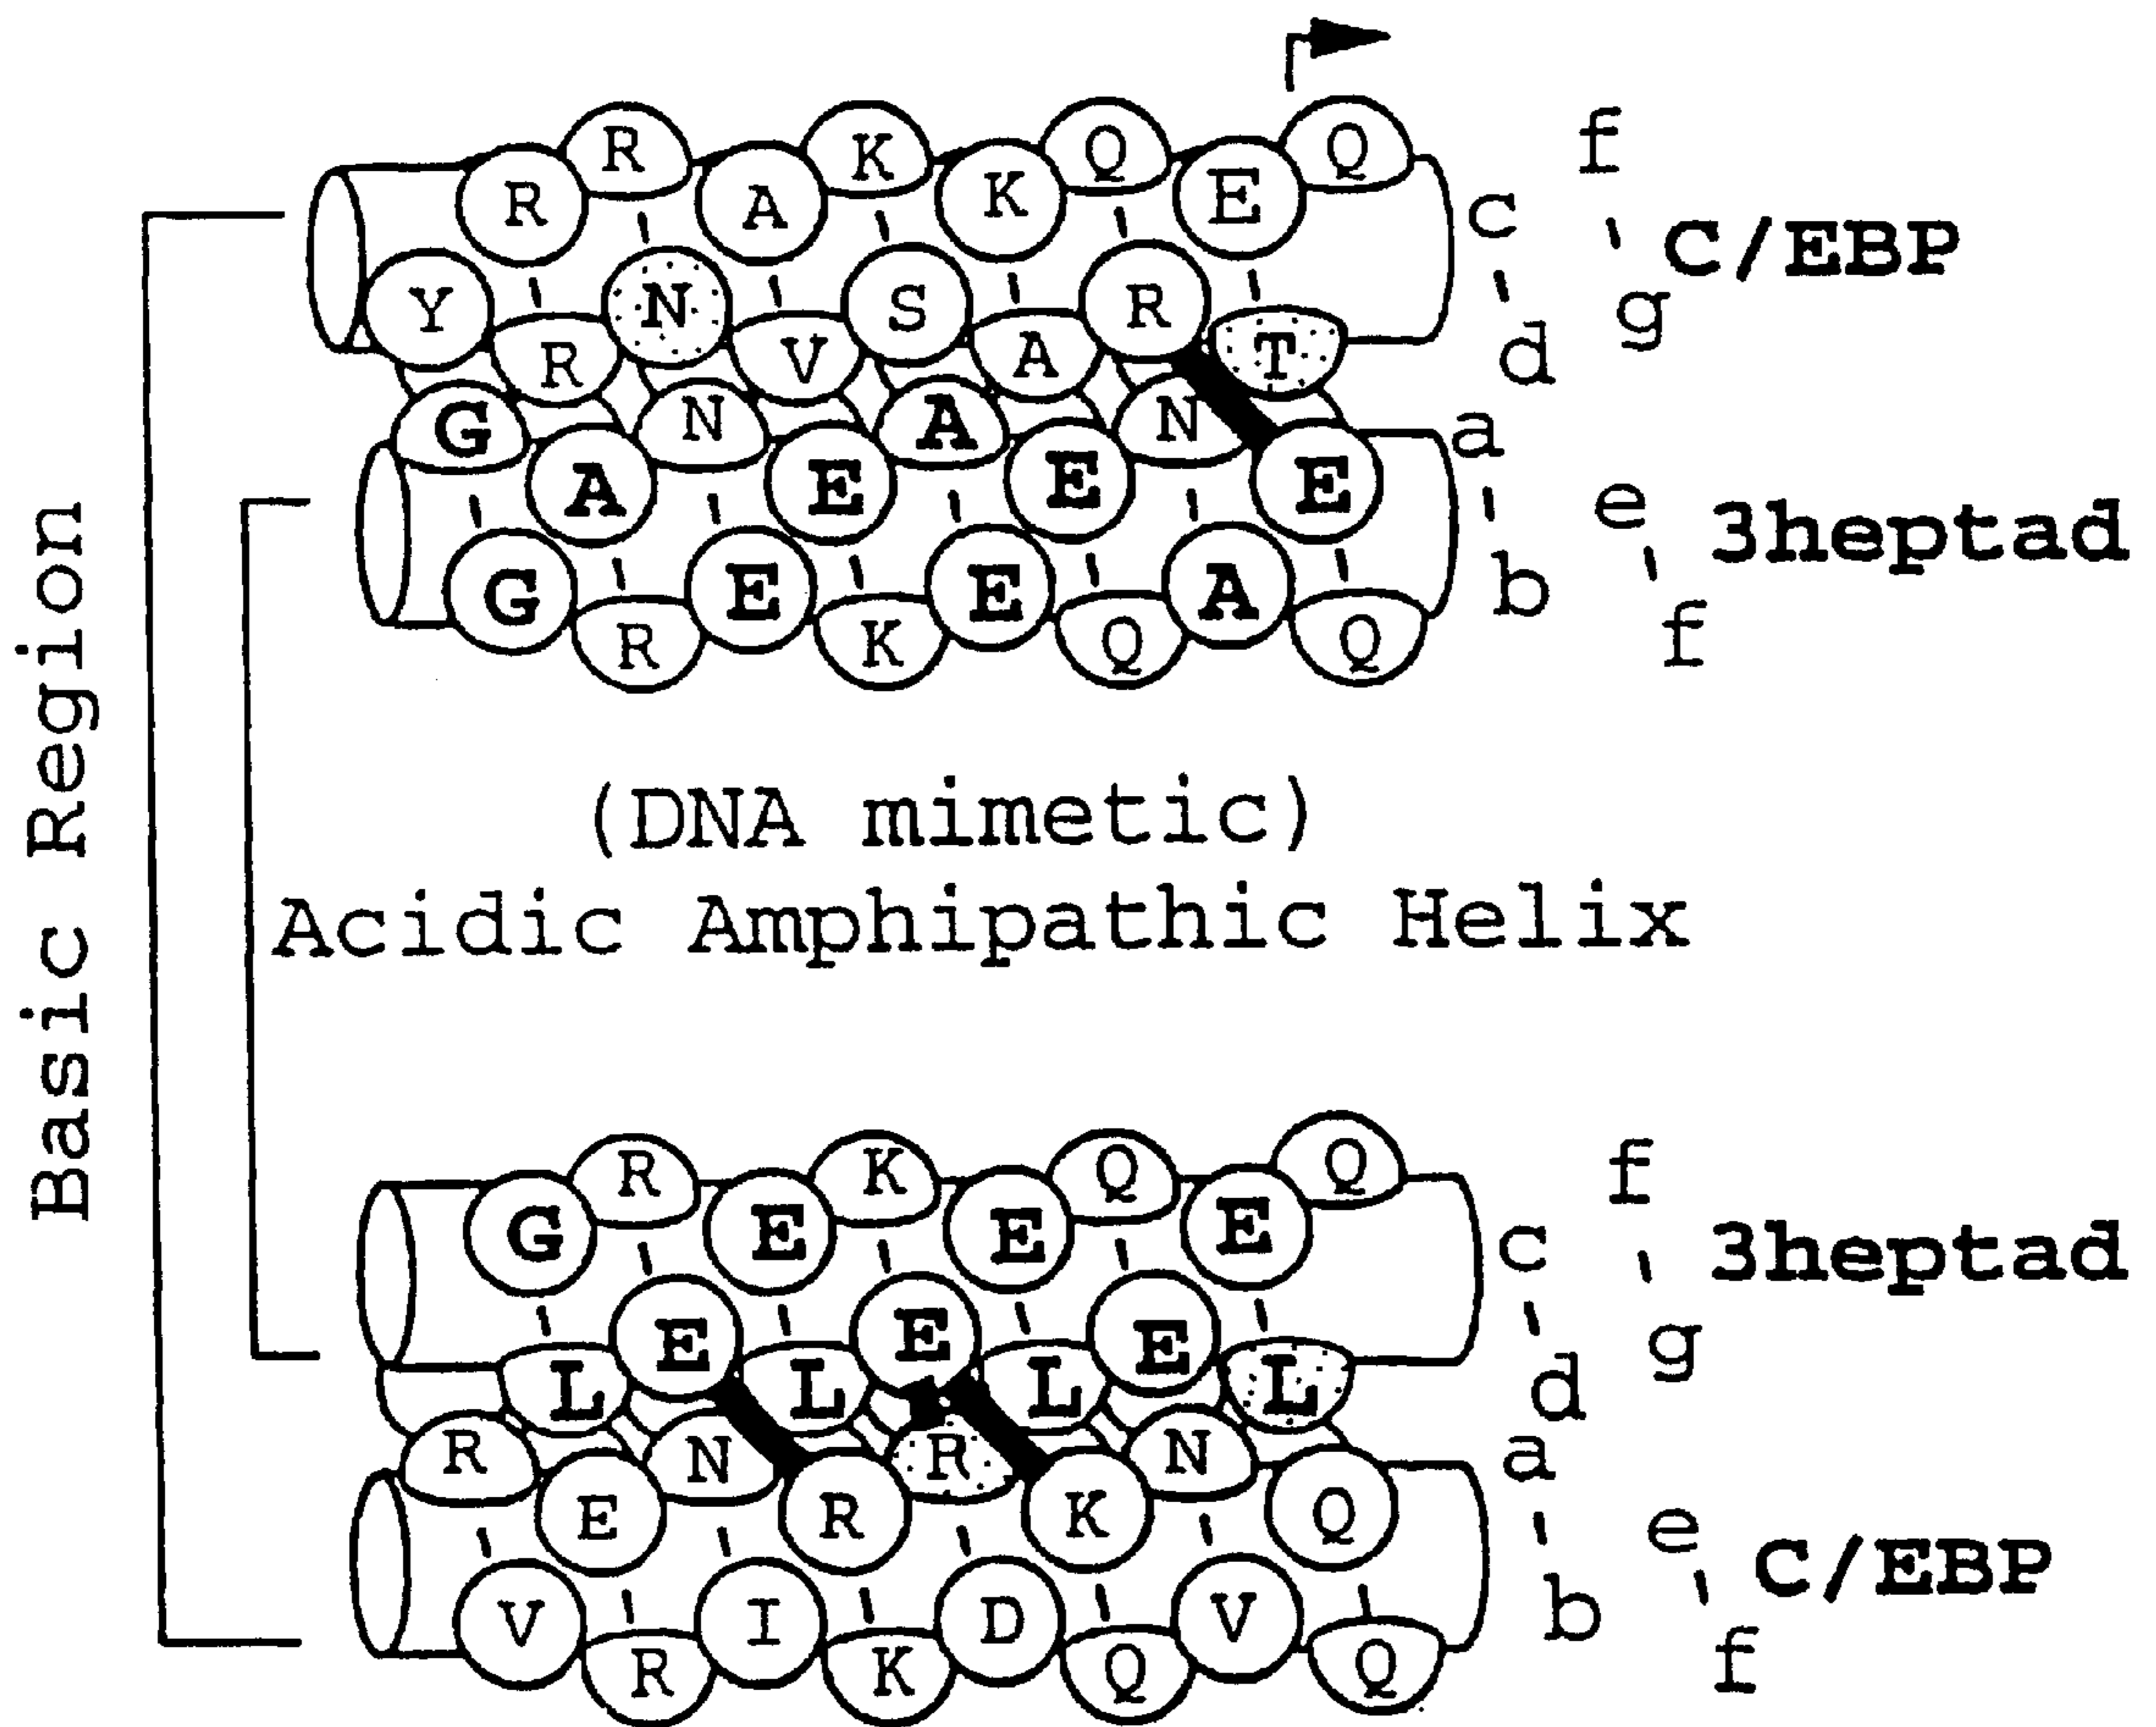 R K Q Q f
R A K E c
C/EBP
Y N S R g
R V A T d
G N A N a
A E E E e
3heptad
G E E A b
R K Q Q f
Basic Region
(DNA mimetic)
Acidic Amphipathic Helix
R K Q Q f
G E E E c
3heptad
E E E g
L L L L d
R N R N a
E R K Q e
C/EBP
V I D V b
R K Q Q f